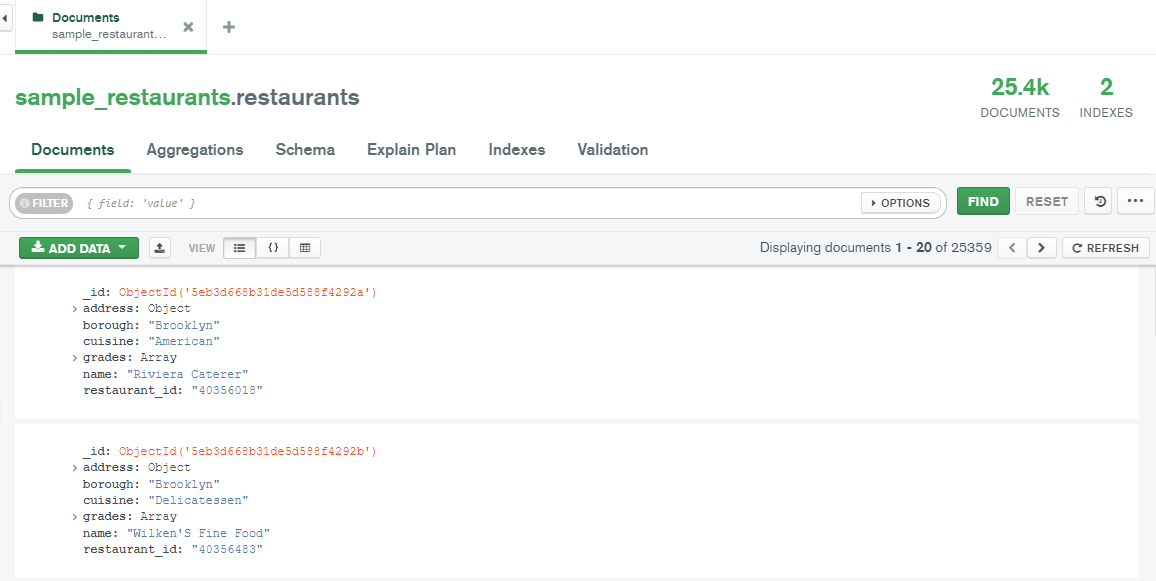 Documents
sample_restaurant...
sample_restaurants.restaurants
25.4k DOCUMENTS
2 INDEXES
Documents Aggregations Schema Explain Plan Indexes Validation
FILTER { field: 'value' } OPTIONS FIND RESET
ADD DATA VIEW {} Displaying documents 1 - 20 of 25359 REFRESH
_id: ObjectId('5eb3d668b31de5d588f4292a')
address: Object
borough: "Brooklyn"
cuisine: "American"
grades: Array
name: "Riviera Caterer"
restaurant_id: "40356018"
_id: ObjectId('5eb3d668b31de5d588f4292b')
address: Object
borough: "Brooklyn"
cuisine: "Delicatessen"
grades: Array
name: "Wilken'S Fine Food"
restaurant_id: "40356483"